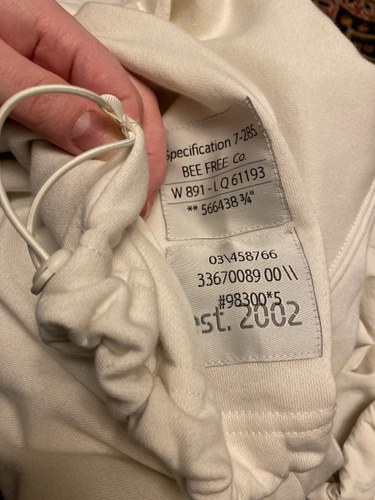 Specification 7-285
BEE FREE. Co.
W 891 - L Q 61193
** 566438 ¾"
03\458766
33670089 00 \\
#98300*5
est. 2002